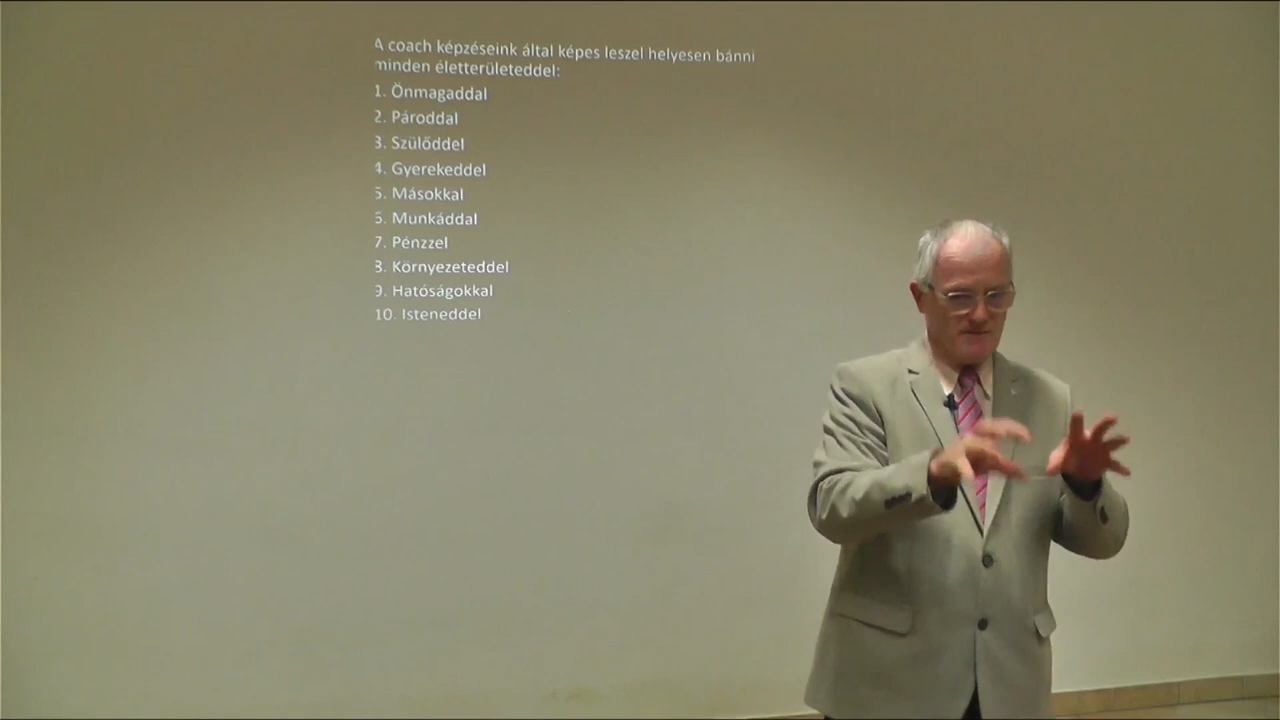 A coach képzéseink által képes leszel helyesen bánni
minden életterületeddel:
1. Önmagaddal
2. Pároddal
3. Szülőddel
4. Gyerekeddel
5. Másokkal
6. Munkáddal
7. Pénzzel
8. Környezeteddel
9. Hatóságokkal
10. Isteneddel